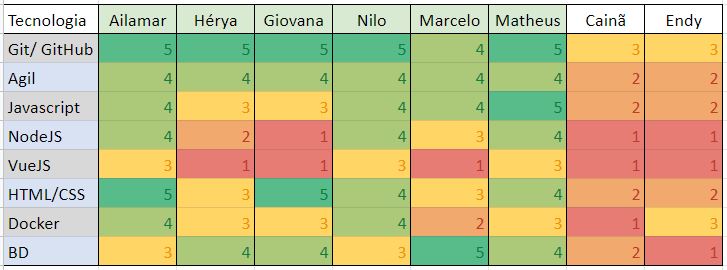 Tecnologia Ailamar Hérya Giovana Nilo Marcelo Matheus Cainã Endy
Git/ GitHub 5 5 5 5 4 5 3 3
Agil 4 4 4 4 4 4 2 2
Javascript 4 3 3 4 4 5 2 2
NodeJS 4 2 1 4 3 4 1 1
VueJS 3 1 1 3 1 3 1 1
HTML/CSS 5 3 5 4 3 4 2 2
Docker 4 3 3 4 2 3 1 3
BD 3 4 4 3 5 4 2 1